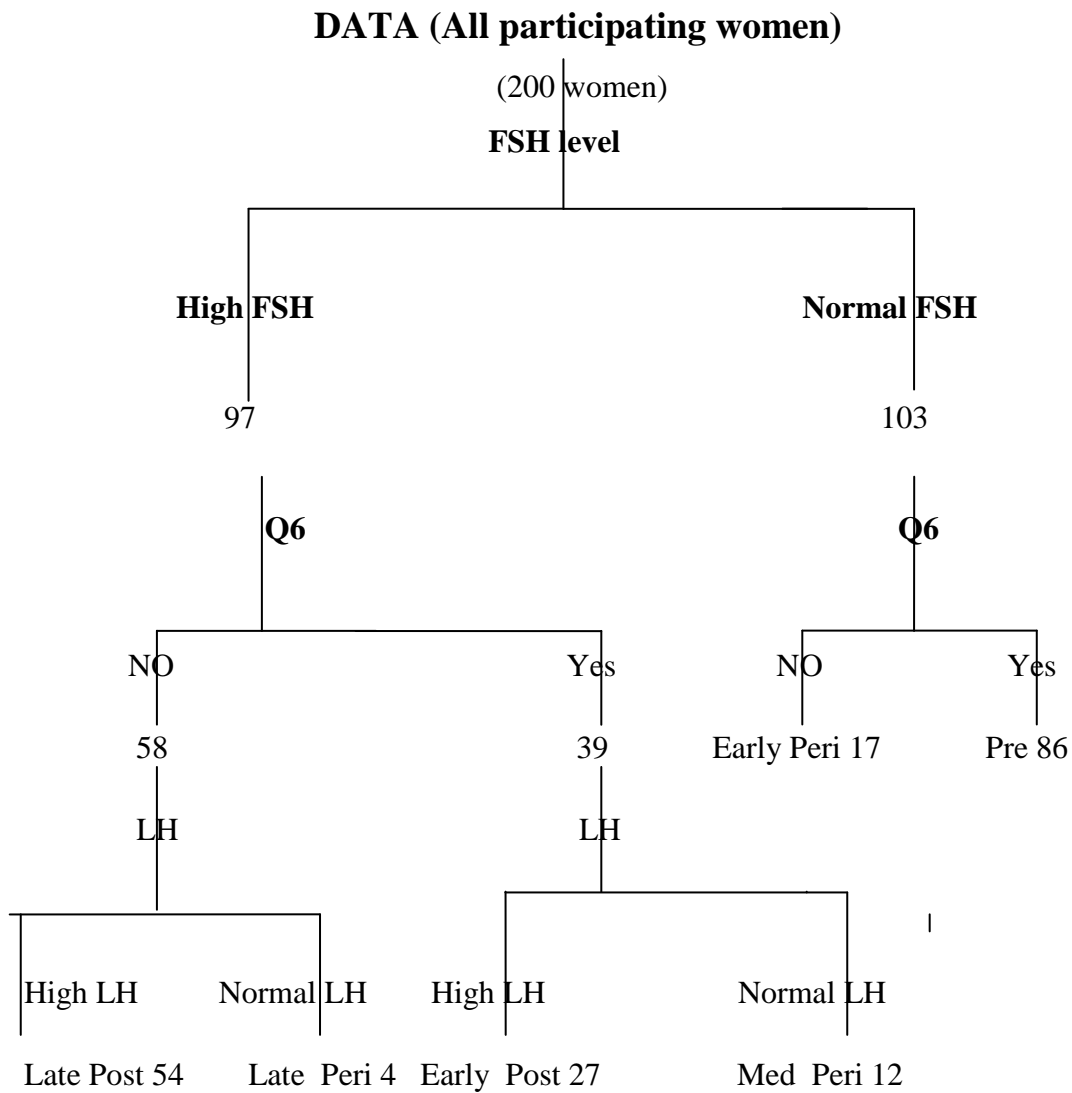 DATA (All participating women)
(200 women)
FSH level
High FSH Normal FSH
97 103
Q6 Q6
NO Yes NO Yes
58 39 Early Peri 17 Pre 86
LH LH
High LH Normal LH High LH Normal LH
Late Post 54 Late Peri 4 Early Post 27 Med Peri 12